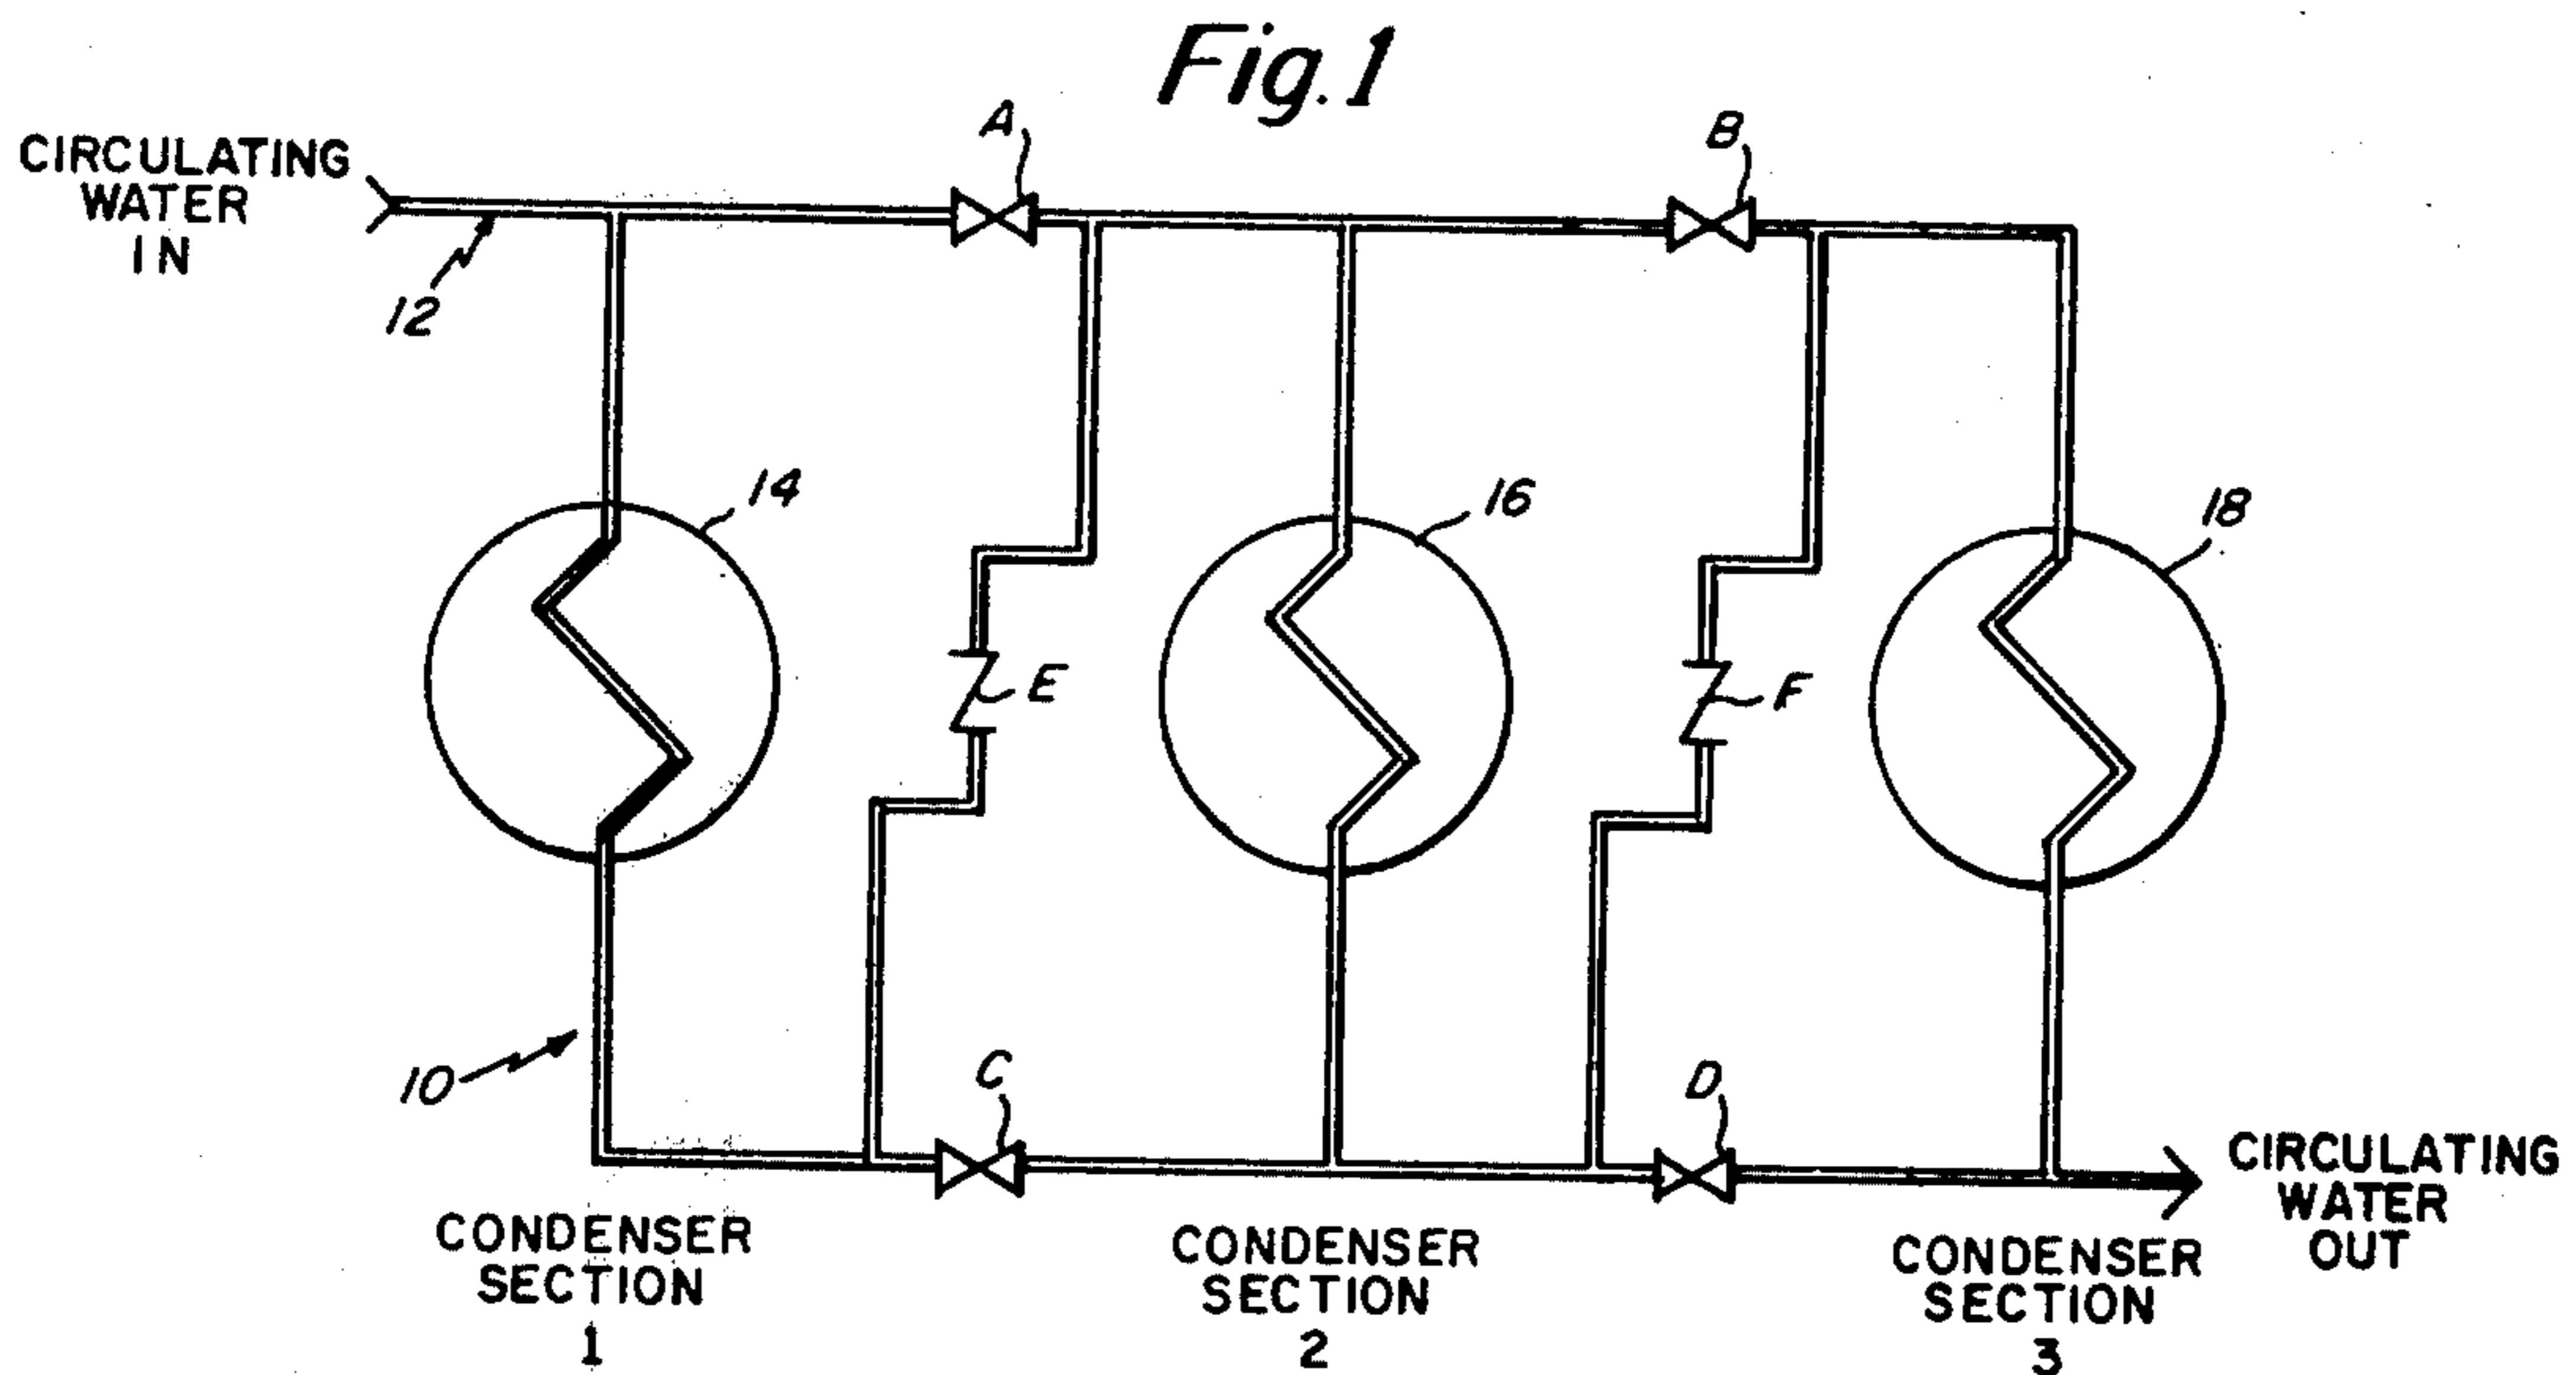 Fig. 1
A
B
CIRCULATING
WATER
IN
12
14
16
18
E
F
10
C
D
CIRCULATING
WATER
OUT
CONDENSER
SECTION
1
CONDENSER
SECTION
2
CONDENSER
SECTION
3